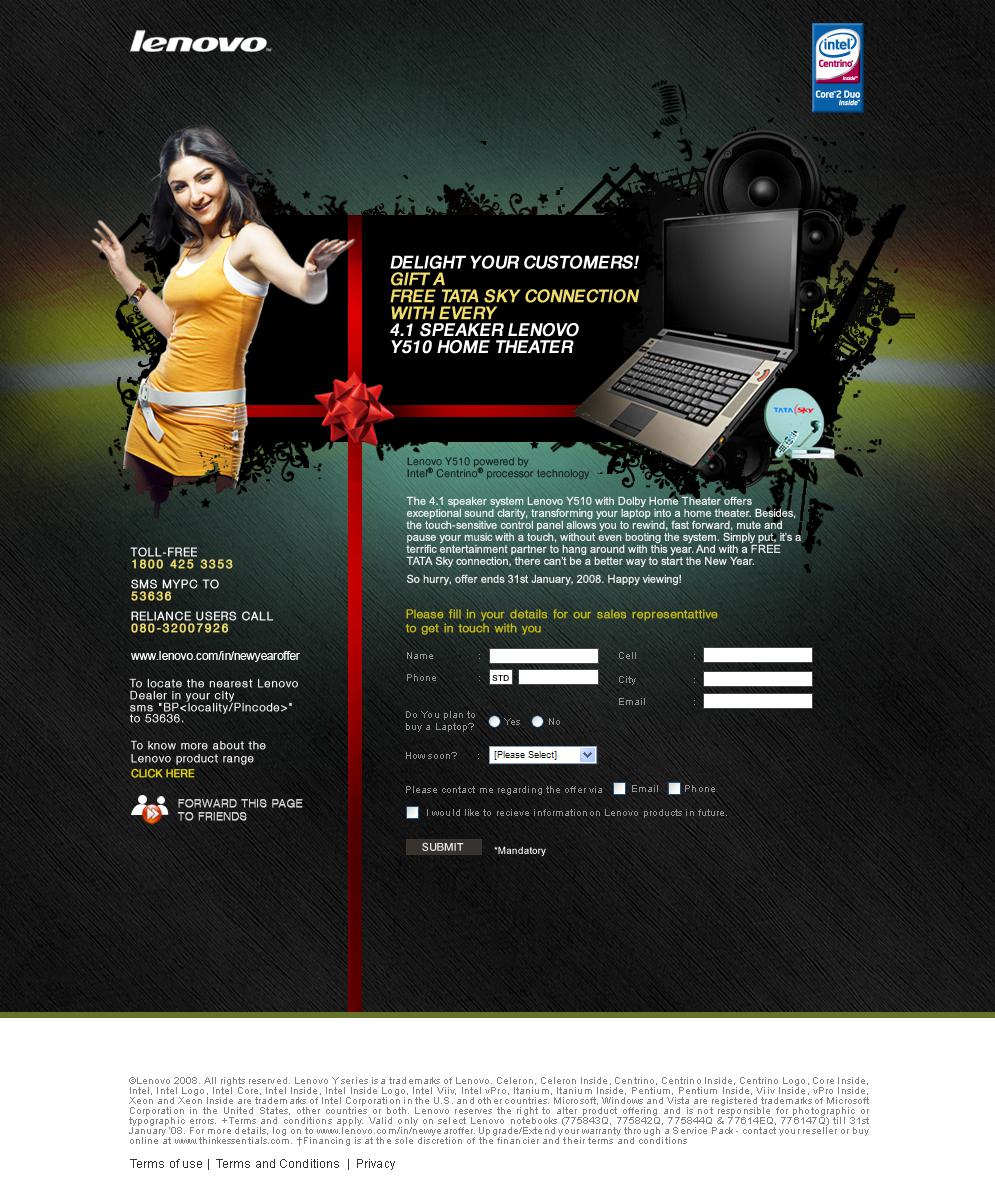 lenovo
intel
Centrino
inside
Core 2 Duo
inside
DELIGHT YOUR CUSTOMERS!
GIFT A
FREE TATA SKY CONNECTION
WITH EVERY
4.1 SPEAKER LENOVO
Y510 HOME THEATER
TATA SKY
Lenovo Y510 powered by
Intel® Centrino® processor technology
The 4.1 speaker system Lenovo Y510 with Dolby Home Theater offers
exceptional sound clarity, transforming your laptop into a home theater. Besides,
the touch-sensitive control panel allows you to rewind, fast forward, mute and
pause your music with a touch, without even booting the system. Simply put, it's a
terrific entertainment partner to hang around with this year. And with a FREE
TATA Sky connection, there can't be a better way to start the New Year.
So hurry, offer ends 31st January, 2008. Happy viewing!
TOLL-FREE
1800 425 3353
SMS MYPC TO
53636
RELIANCE USERS CALL
080-32007926
www.lenovo.com/in/newyearoffer
To locate the nearest Lenovo
Dealer in your city
sms "BP<locality/Pincode>"
to 53636.
To know more about the
Lenovo product range
CLICK HERE
FORWARD THIS PAGE
TO FRIENDS
Please fill in your details for our sales representattive
to get in touch with you
Name :
Cell :
Phone : STD
City :
Email :
Do You plan to
buy a Laptop? Yes No
How soon? : [Please Select]
Please contact me regarding the offer via Email Phone
I would like to recieve information on Lenovo products in future.
SUBMIT *Mandatory
©Lenovo 2008. All rights reserved. Lenovo Y series is a trademarks of Lenovo. Celeron, Celeron Inside, Centrino, Centrino Inside, Centrino Logo, Core Inside,
Intel, Intel Logo, Intel Core, Intel Inside, Intel Inside Logo, Intel Viiv, Intel vPro, Itanium, Itanium Inside, Pentium, Pentium Inside, Viiv Inside, vPro Inside,
Xeon and Xeon Inside are trademarks of Intel Corporation in the U.S. and other countries. Microsoft, Windows and Vista are registered trademarks of Microsoft
Corporation in the United States, other countries or both. Lenovo reserves the right to alter product offering and is not responsible for photographic or
typographic errors. +Terms and conditions apply. Valid only on select Lenovo notebooks (775843Q, 775842Q, 775844Q & 77614EQ, 776147Q) till 31st
January '08. For more details, log on to www.lenovo.com/in/newyearoffer. Upgrade/Extend your warranty through a Service Pack - contact your reseller or buy
online at www.thinkessentials.com. †Financing is at the sole discretion of the financier and their terms and conditions
Terms of use | Terms and Conditions | Privacy